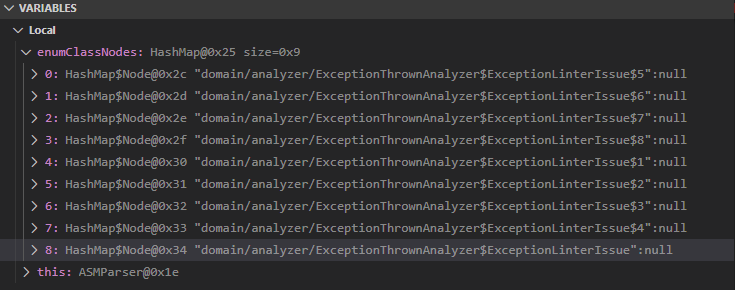 VARIABLES
Local
enumClassNodes: HashMap@0x25 size=0x9
0: HashMap$Node@0x2c "domain/analyzer/ExceptionThrownAnalyzer$ExceptionLinterIssue$5":null
1: HashMap$Node@0x2d "domain/analyzer/ExceptionThrownAnalyzer$ExceptionLinterIssue$6":null
2: HashMap$Node@0x2e "domain/analyzer/ExceptionThrownAnalyzer$ExceptionLinterIssue$7":null
3: HashMap$Node@0x2f "domain/analyzer/ExceptionThrownAnalyzer$ExceptionLinterIssue$8":null
4: HashMap$Node@0x30 "domain/analyzer/ExceptionThrownAnalyzer$ExceptionLinterIssue$1":null
5: HashMap$Node@0x31 "domain/analyzer/ExceptionThrownAnalyzer$ExceptionLinterIssue$2":null
6: HashMap$Node@0x32 "domain/analyzer/ExceptionThrownAnalyzer$ExceptionLinterIssue$3":null
7: HashMap$Node@0x33 "domain/analyzer/ExceptionThrownAnalyzer$ExceptionLinterIssue$4":null
8: HashMap$Node@0x34 "domain/analyzer/ExceptionThrownAnalyzer$ExceptionLinterIssue":null
this: ASMParser@0x1e